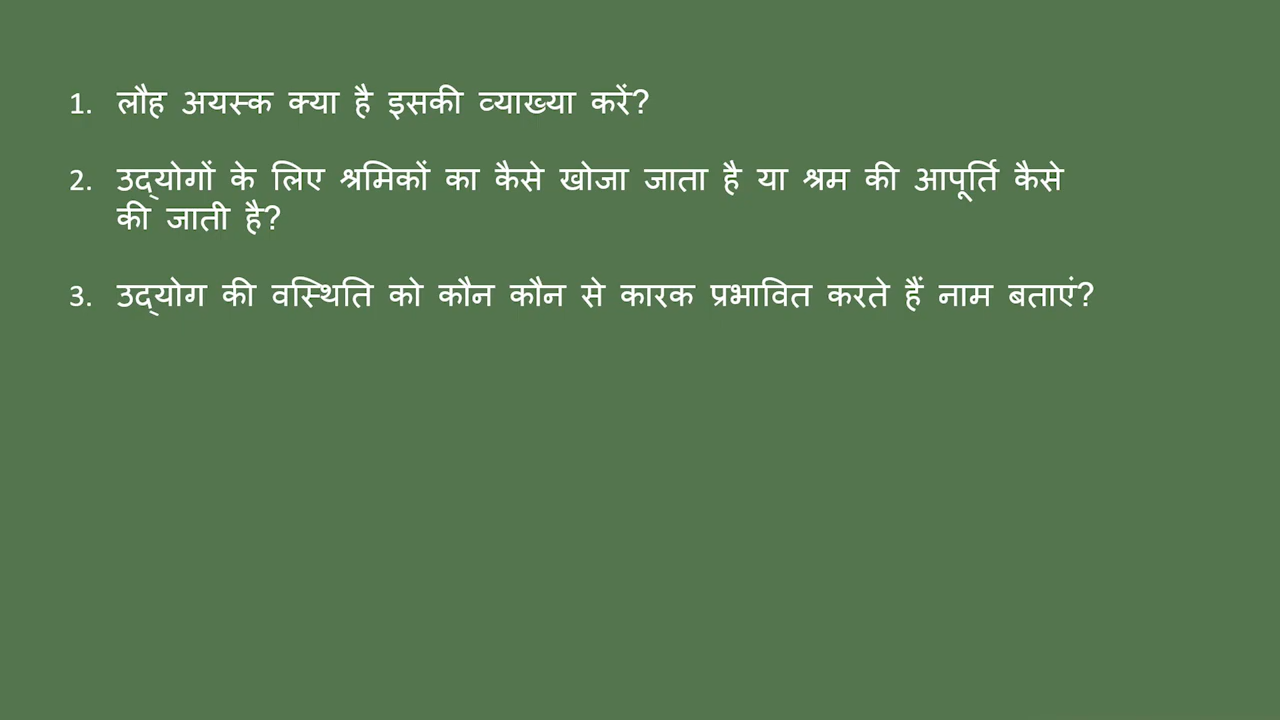 1. लौह अयस्क क्या है इसकी व्याख्या करें?
2. उद्योगों के लिए श्रमिकों का कैसे खोजा जाता है या श्रम की आपूर्ति कैसे
की जाती है?
3. उद्योग की वस्थिति को कौन कौन से कारक प्रभावित करते हैं नाम बताएं?